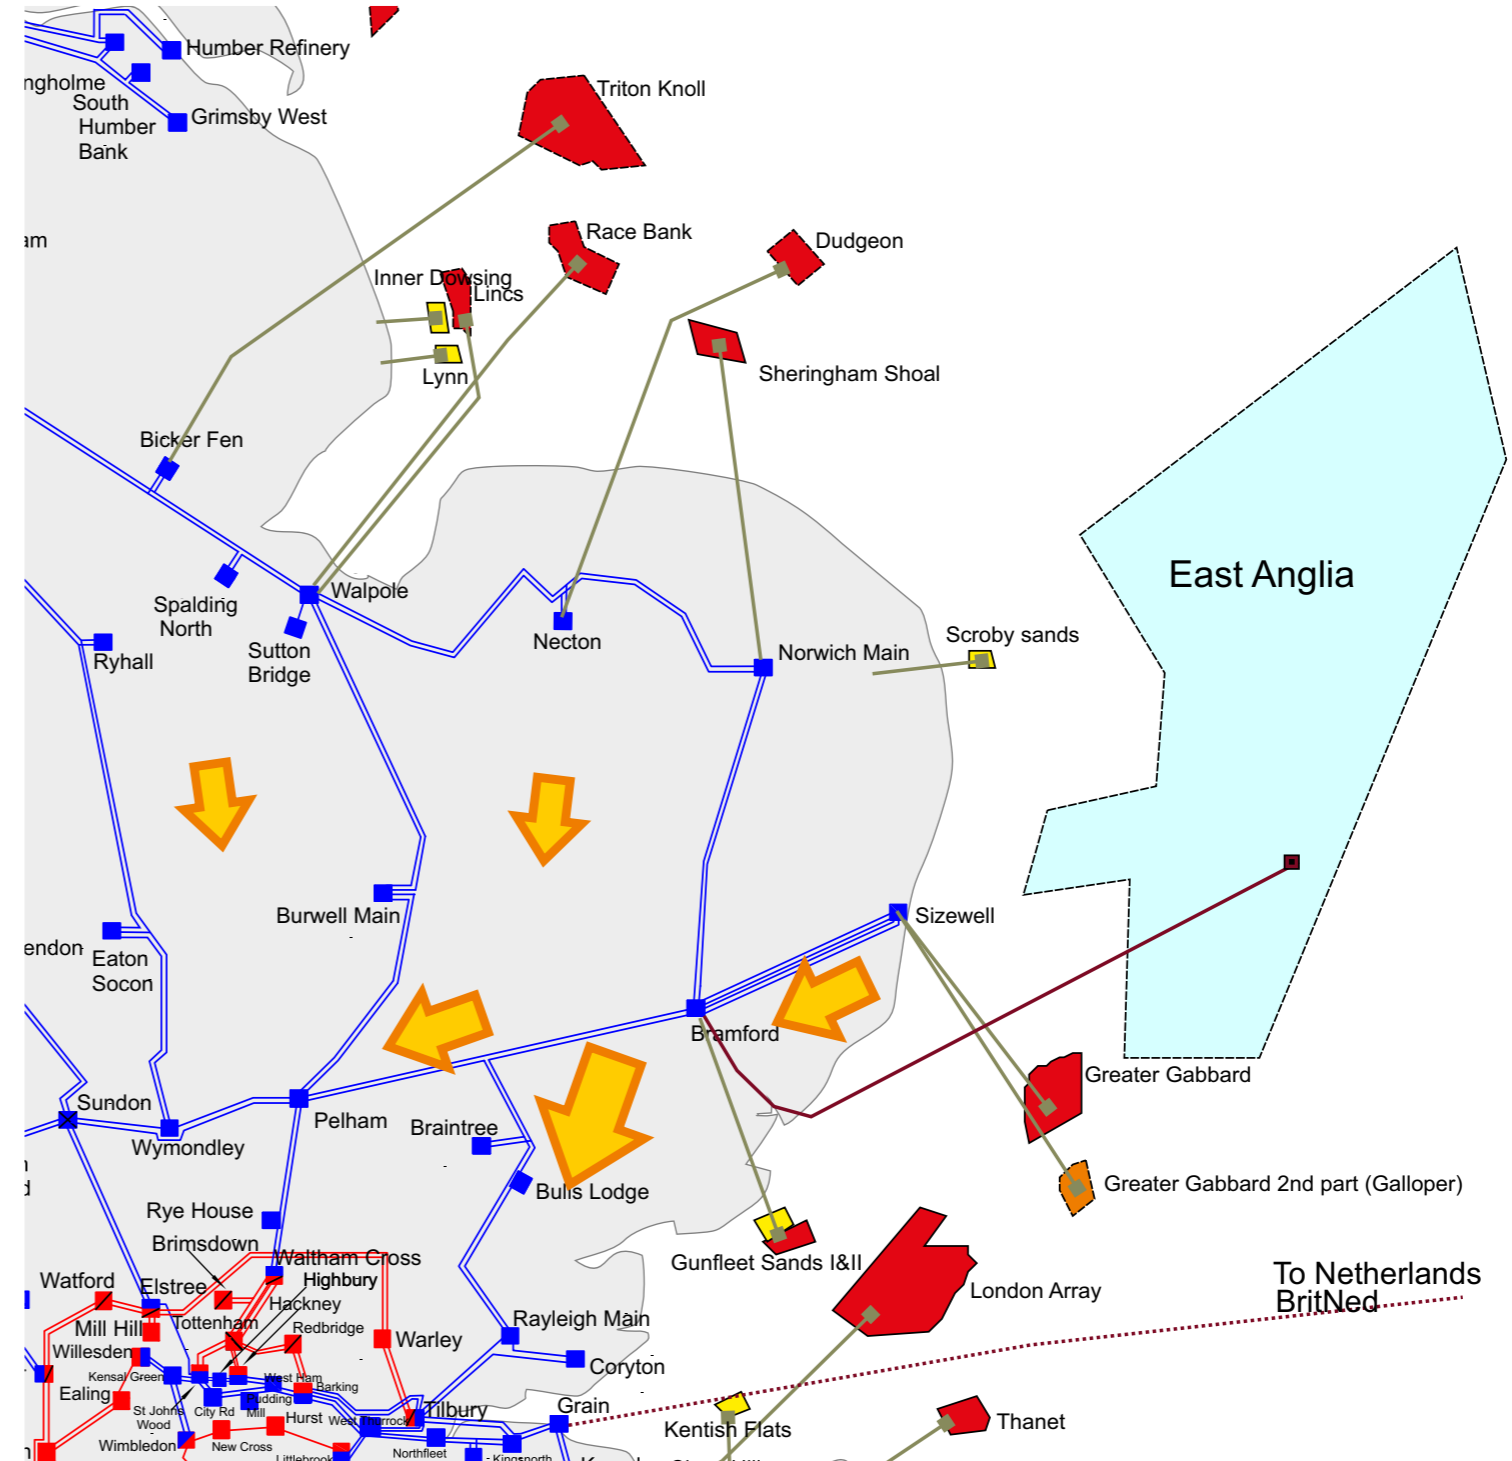 Humber Refinery
ngholme
South
Humber
Bank
Grimsby West
Triton Knoll
am
Race Bank
Dudgeon
Inner Dowsing
Lincs
Lynn
Sheringham Shoal
Bicker Fen
East Anglia
Walpole
Spalding
North
Sutton
Bridge
Necton
Scroby sands
Norwich Main
Ryhall
Burwell Main
Sizewell
endon
Eaton
Socon
Bramford
Greater Gabbard
Sundon
Pelham
Braintree
Wymondley
Greater Gabbard 2nd part (Galloper)
Bulls Lodge
Rye House
Brimsdown
Waltham Cross
Gunfleet Sands I&II
Watford
Elstree
Highbury
Hackney
To Netherlands
BritNed
London Array
Mill Hill
Tottenham
Redbridge
Rayleigh Main
Warley
Willesden
Kensal Green
West Ham
Barking
Coryton
Ealing
St Johns
Wood
City Rd
Pudding
Mill
Hurst
West Thurrock
Tilbury
Grain
Kentish Flats
Thanet
Wimbledon
New Cross
Littlebrook
Northfleet
Kingsnorth